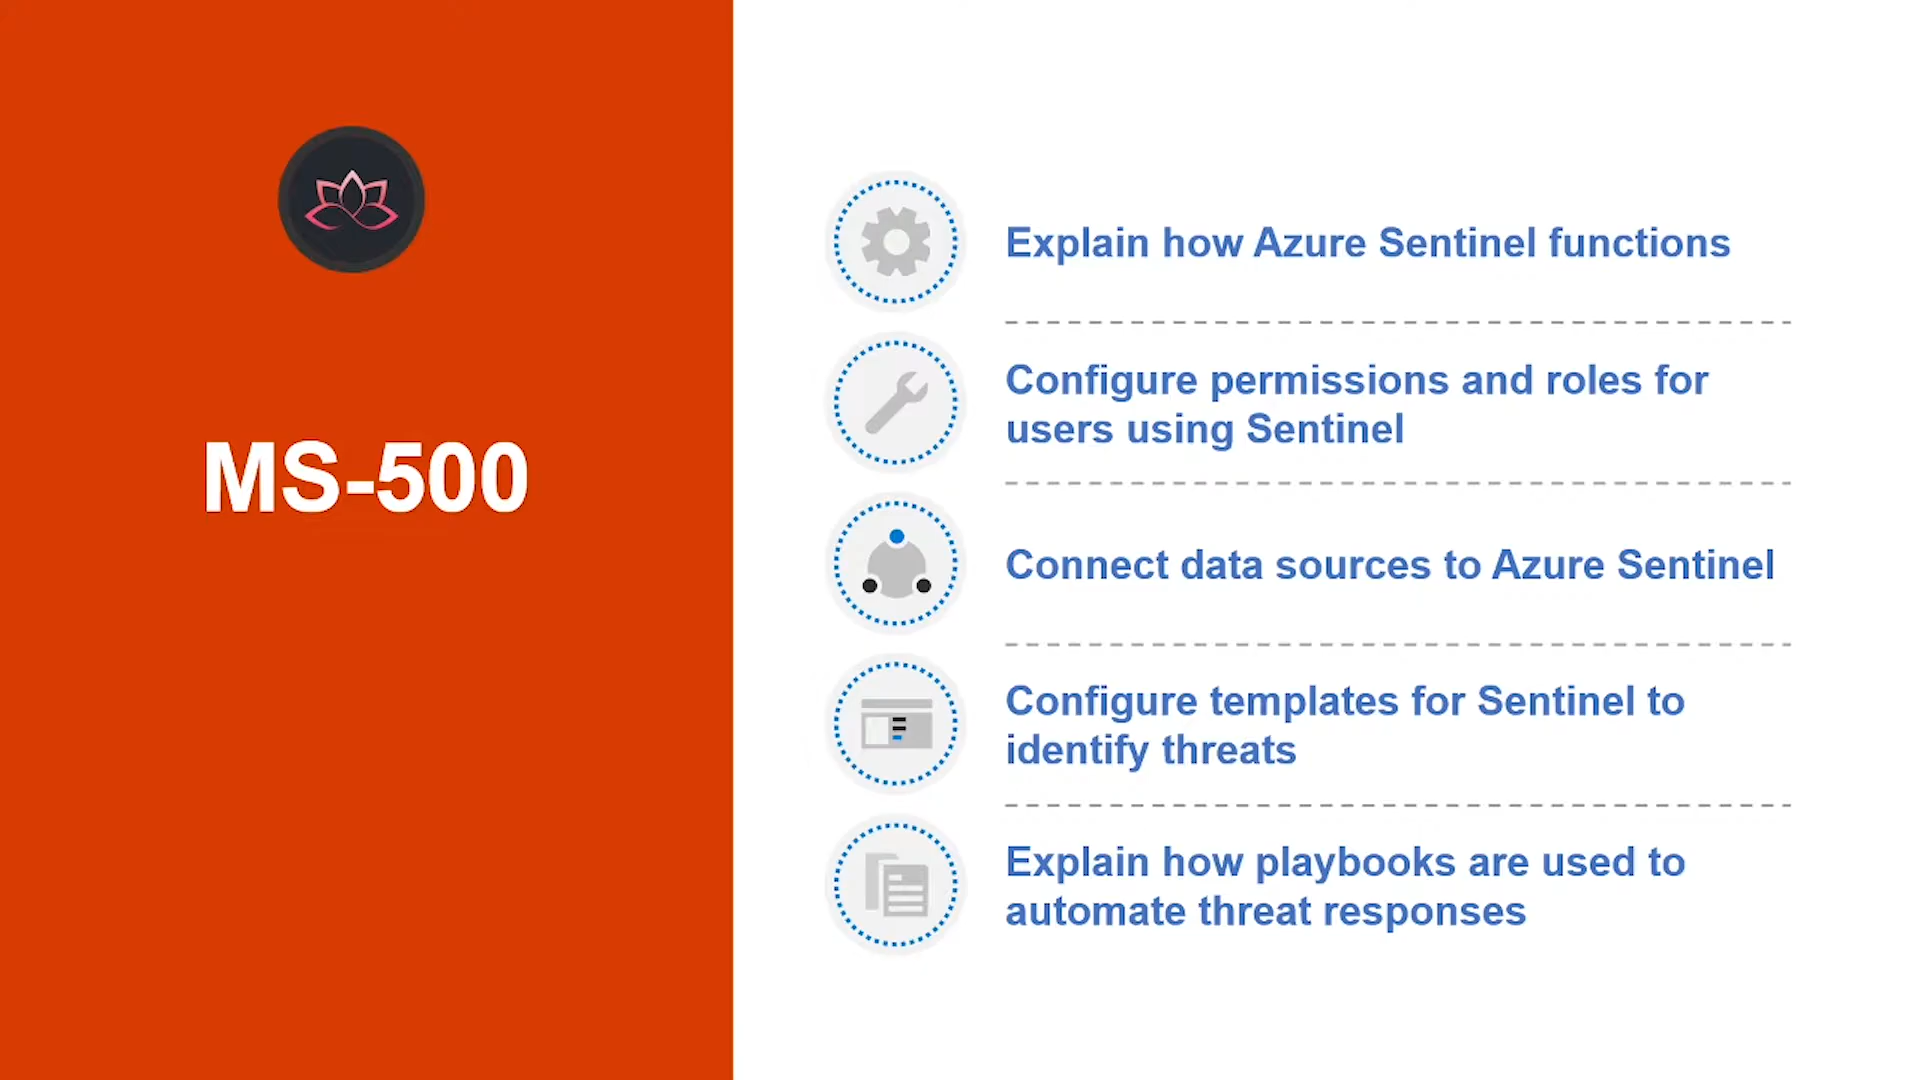 MS-500
Explain how Azure Sentinel functions
Configure permissions and roles for
users using Sentinel
Connect data sources to Azure Sentinel
Configure templates for Sentinel to
identify threats
Explain how playbooks are used to
automate threat responses